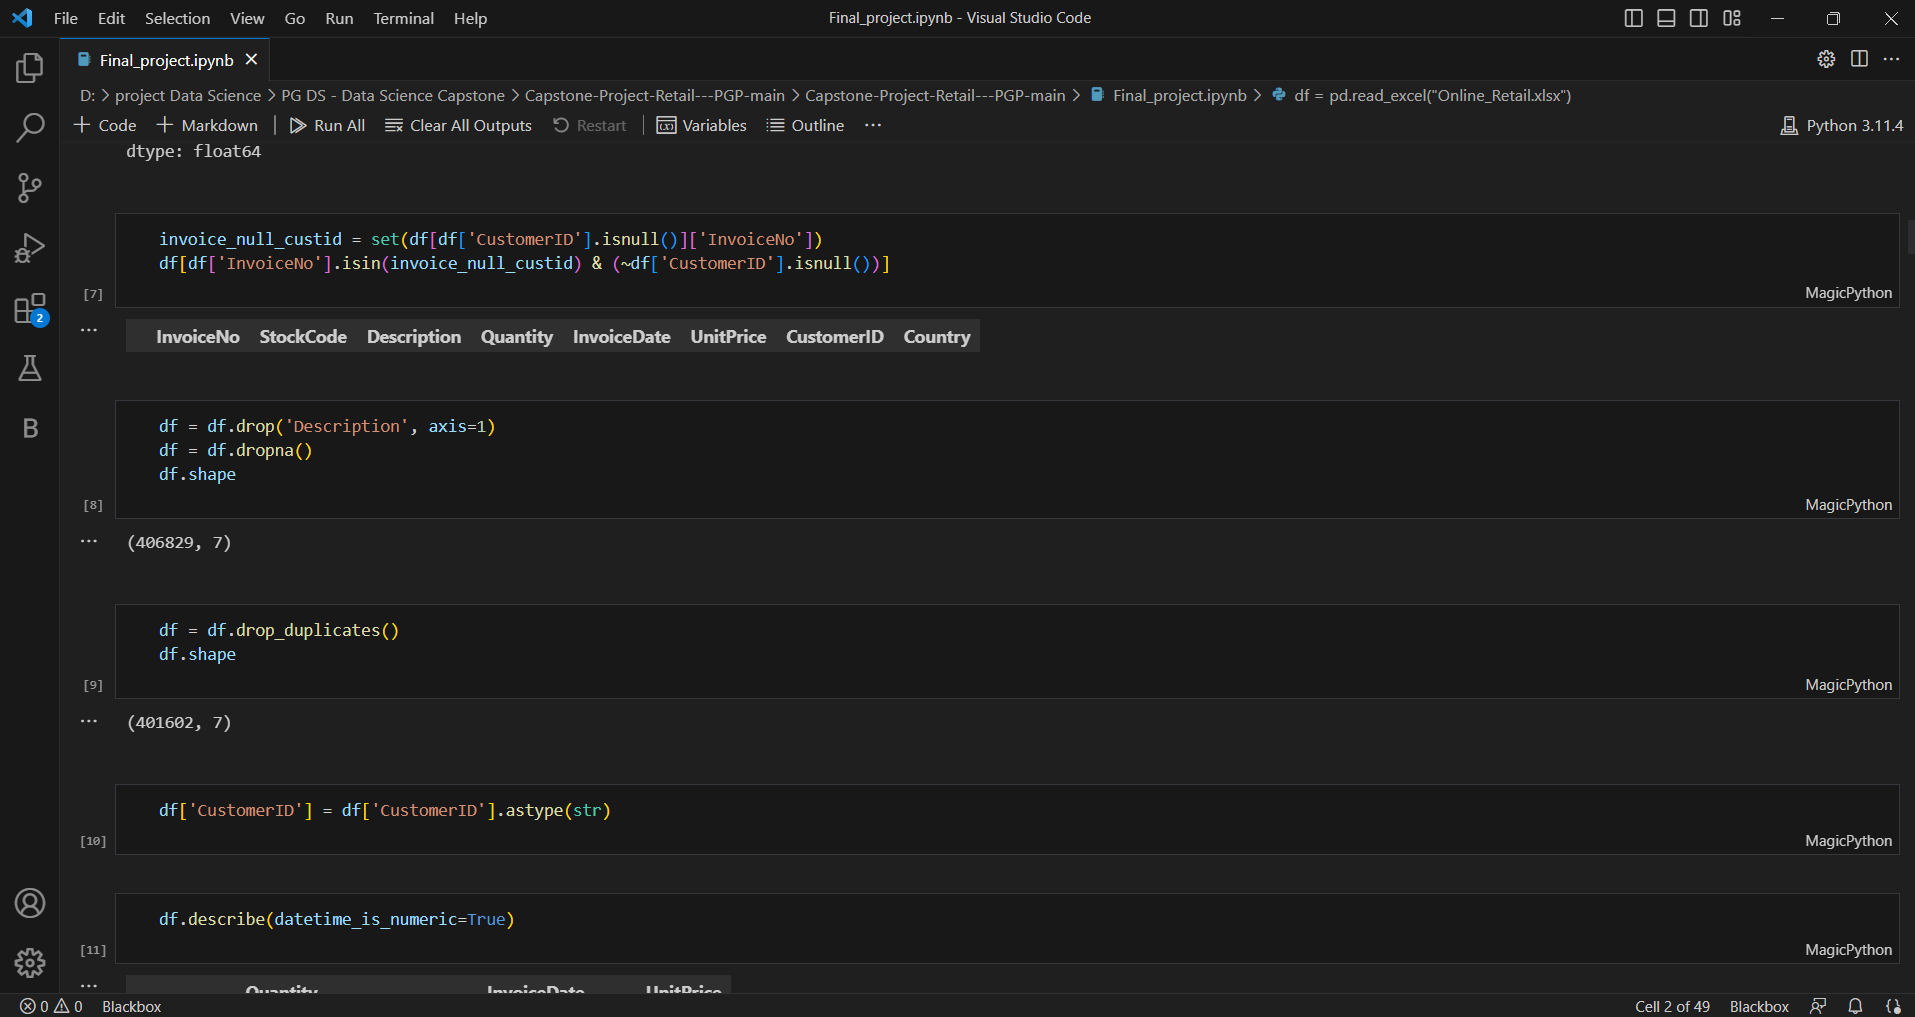 File Edit Selection View Go Run Terminal Help
Final_project.ipynb - Visual Studio Code
Final_project.ipynb
D: > project Data Science > PG DS - Data Science Capstone > Capstone-Project-Retail---PGP-main > Capstone-Project-Retail---PGP-main > Final_project.ipynb > df = pd.read_excel("Online_Retail.xlsx")
+ Code + Markdown | Run All Clear All Outputs Restart | Variables Outline ··· Python 3.11.4
dtype: float64
invoice_null_custid = set(df[df['CustomerID'].isnull()]['InvoiceNo'])
df[df['InvoiceNo'].isin(invoice_null_custid) & (~df['CustomerID'].isnull())]
[7] MagicPython
··· InvoiceNo StockCode Description Quantity InvoiceDate UnitPrice CustomerID Country
df = df.drop('Description', axis=1)
df = df.dropna()
df.shape
[8] MagicPython
··· (406829, 7)
df = df.drop_duplicates()
df.shape
[9] MagicPython
··· (401602, 7)
df['CustomerID'] = df['CustomerID'].astype(str)
[10] MagicPython
df.describe(datetime_is_numeric=True)
[11] MagicPython
··· Quantity InvoiceDate UnitPrice
2
B
0 0 Blackbox Cell 2 of 49 Blackbox